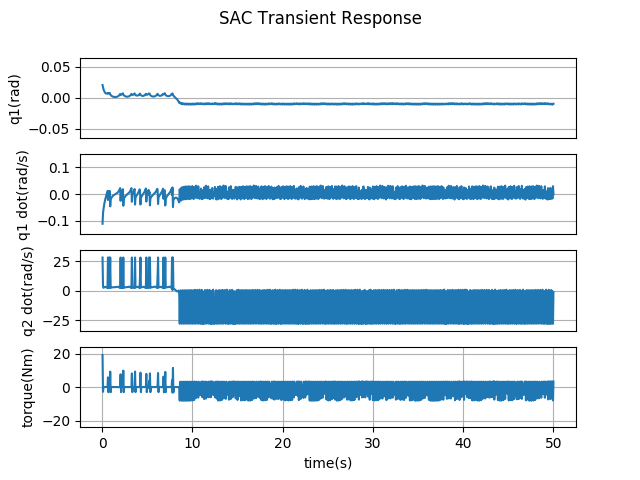 SAC Transient Response
0.05
0.00
−0.05
q1(rad)
0.1
0.0
−0.1
q1 dot(rad/s)
25
0
−25
q2 dot(rad/s)
20
0
−20
torque(Nm)
0 10 20 30 40 50
time(s)